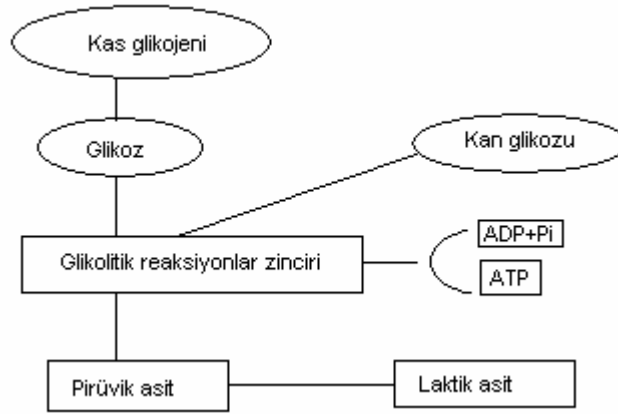 Kas glikojeni
Glikoz
Kan glikozu
ADP+Pi
Glikolitik reaksiyonlar zinciri
ATP
Pirüvik asit
Laktik asit